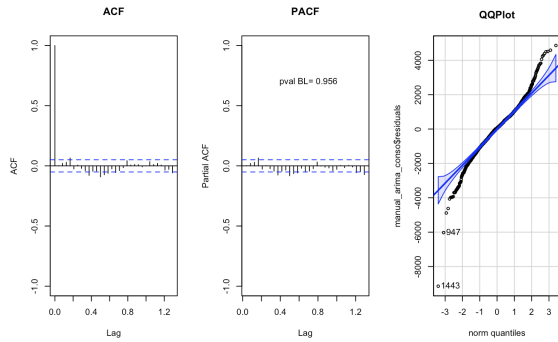 ACF
ACF
1.0
0.5
0.0
-0.5
-1.0
0.0 0.4 0.8 1.2
Lag
PACF
Partial ACF
1.0
0.5
0.0
-0.5
-1.0
pval BL= 0.956
0.0 0.4 0.8 1.2
Lag
QQPlot
manual_arima_conso$residuals
4000
2000
0
-2000
-4000
-6000
-8000
947
1443
-3 -2 -1 0 1 2 3
norm quantiles